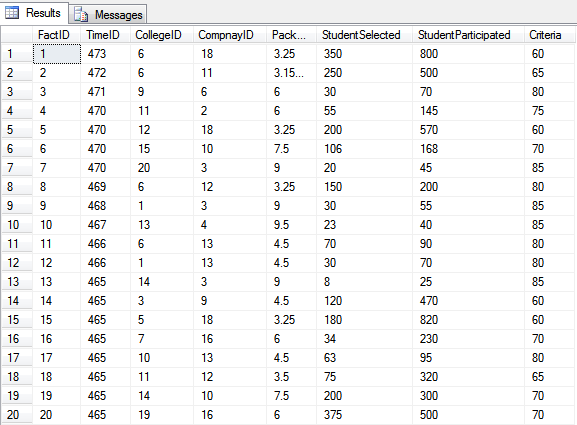 Results Messages
FactID TimeID CollegeID CompnayID Pack... StudentSelected StudentParticipated Criteria
1 1 473 6 18 3.25 350 800 60
2 2 472 6 11 3.15... 250 500 65
3 3 471 9 6 6 30 70 80
4 4 470 11 2 6 55 145 75
5 5 470 12 18 3.25 200 570 60
6 6 470 15 10 7.5 106 168 70
7 7 470 20 3 9 20 45 85
8 8 469 6 12 3.25 150 200 80
9 9 468 1 3 9 30 55 85
10 10 467 13 4 9.5 23 40 85
11 11 466 6 13 4.5 70 90 80
12 12 466 1 13 4.5 30 70 80
13 13 465 14 3 9 8 25 85
14 14 465 3 9 4.5 120 470 60
15 15 465 5 18 3.25 180 820 60
16 16 465 7 16 6 34 230 70
17 17 465 10 13 4.5 63 95 80
18 18 465 11 12 3.5 75 320 65
19 19 465 14 10 7.5 200 300 70
20 20 465 19 16 6 375 500 70